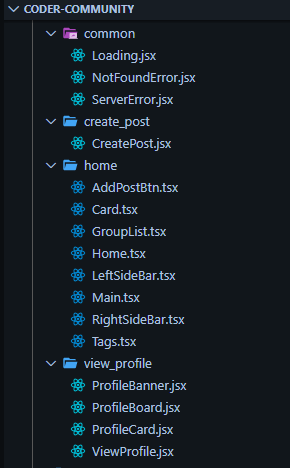 CODER-COMMUNITY
common
Loading.jsx
NotFoundError.jsx
ServerError.jsx
create_post
CreatePost.jsx
home
AddPostBtn.tsx
Card.tsx
GroupList.tsx
Home.tsx
LeftSideBar.tsx
Main.tsx
RightSideBar.tsx
Tags.tsx
view_profile
ProfileBanner.jsx
ProfileBoard.jsx
ProfileCard.jsx
ViewProfile.jsx